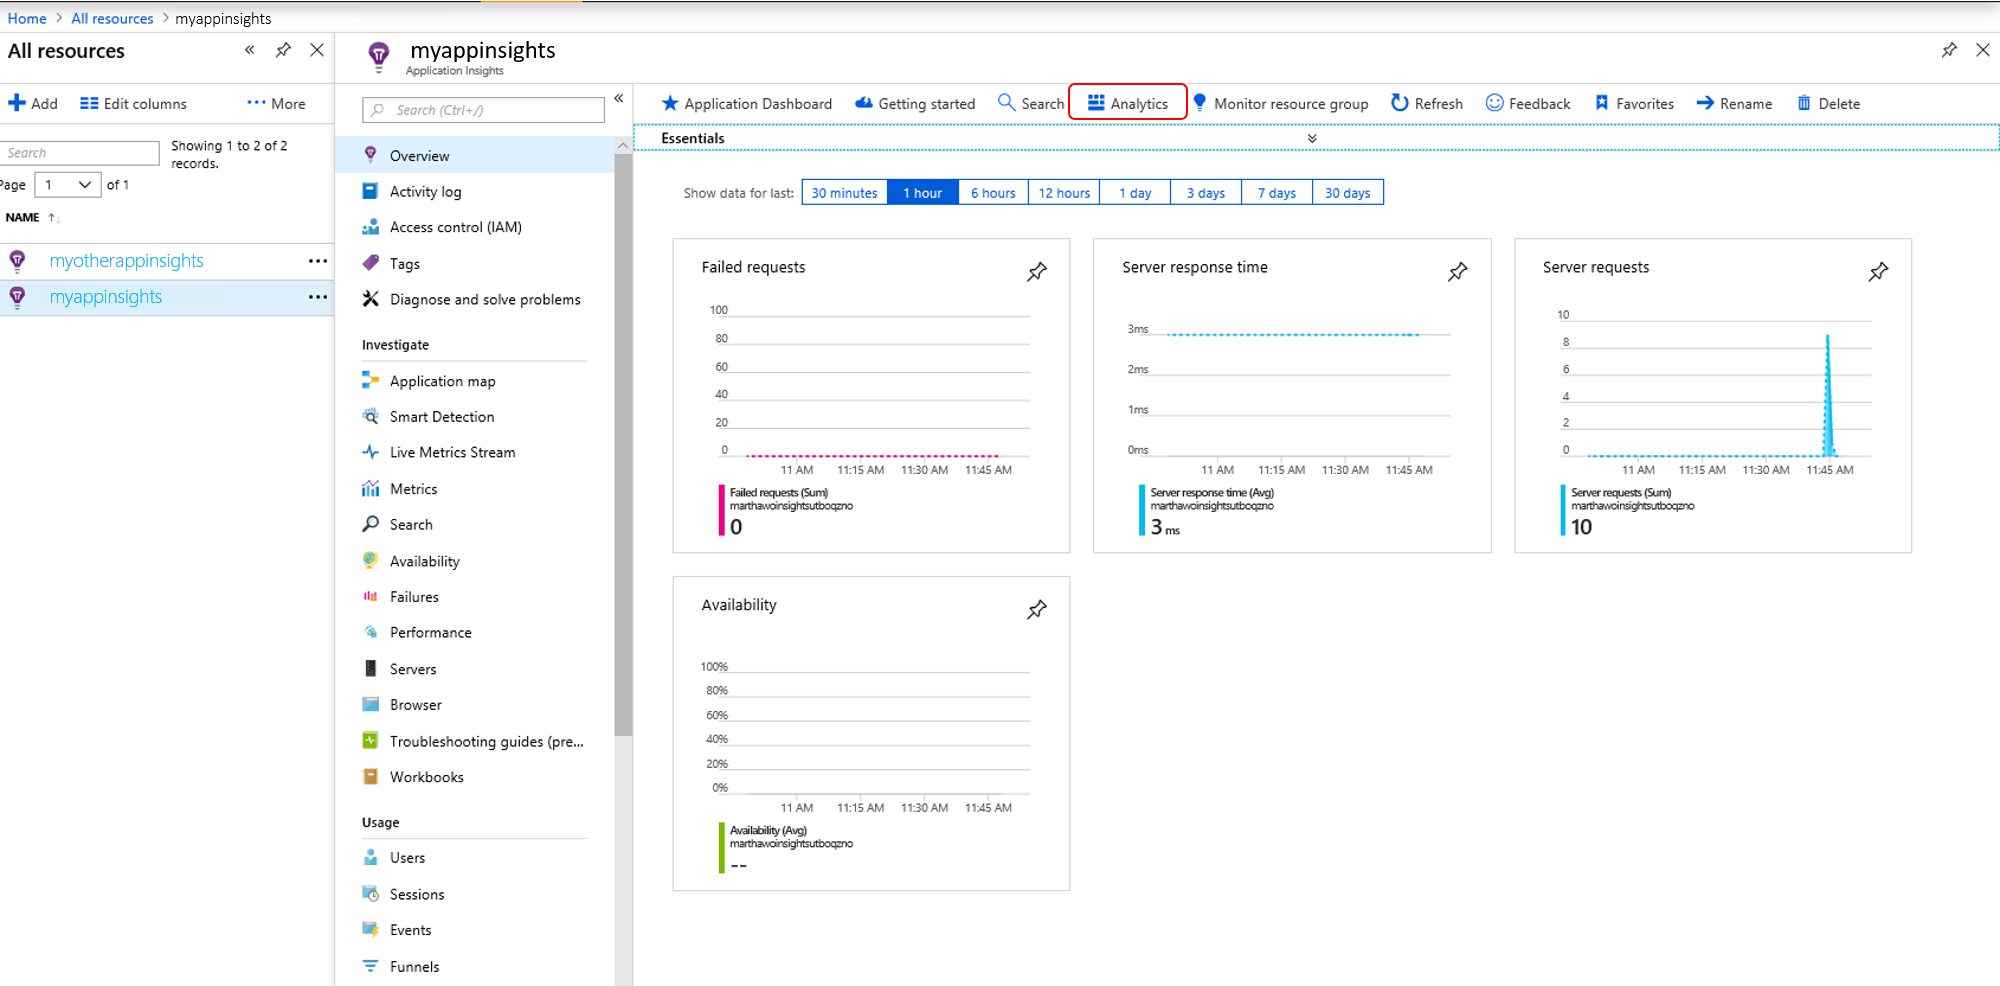 Home > All resources > myappinsights
All resources
Add
Edit columns
More
Search
Showing 1 to 2 of 2
records.
Page 1 of 1
NAME
myotherappinsights
myappinsights
myappinsights
Application Insights
Search (Ctrl+/)
Overview
Activity log
Access control (IAM)
Tags
Diagnose and solve problems
Investigate
Application map
Smart Detection
Live Metrics Stream
Metrics
Search
Availability
Failures
Performance
Servers
Browser
Troubleshooting guides (pre...
Workbooks
Usage
Users
Sessions
Events
Funnels
Application Dashboard
Getting started
Search
Analytics
Monitor resource group
Refresh
Feedback
Favorites
Rename
Delete
Essentials
Show data for last: 30 minutes 1 hour 6 hours 12 hours 1 day 3 days 7 days 30 days
Failed requests
100
80
60
40
20
0
11 AM 11:15 AM 11:30 AM 11:45 AM
Failed requests (Sum)
marthawoinsightsutboqzno
0
Server response time
3ms
2ms
1ms
0ms
11 AM 11:15 AM 11:30 AM 11:45 AM
Server response time (Avg)
marthawoinsightsutboqzno
3 ms
Server requests
10
8
6
4
2
0
11 AM 11:15 AM 11:30 AM 11:45 AM
Server requests (Sum)
marthawoinsightsutboqzno
10
Availability
100%
80%
60%
40%
20%
0%
11 AM 11:15 AM 11:30 AM 11:45 AM
Availability (Avg)
marthawoinsightsutboqzno
--